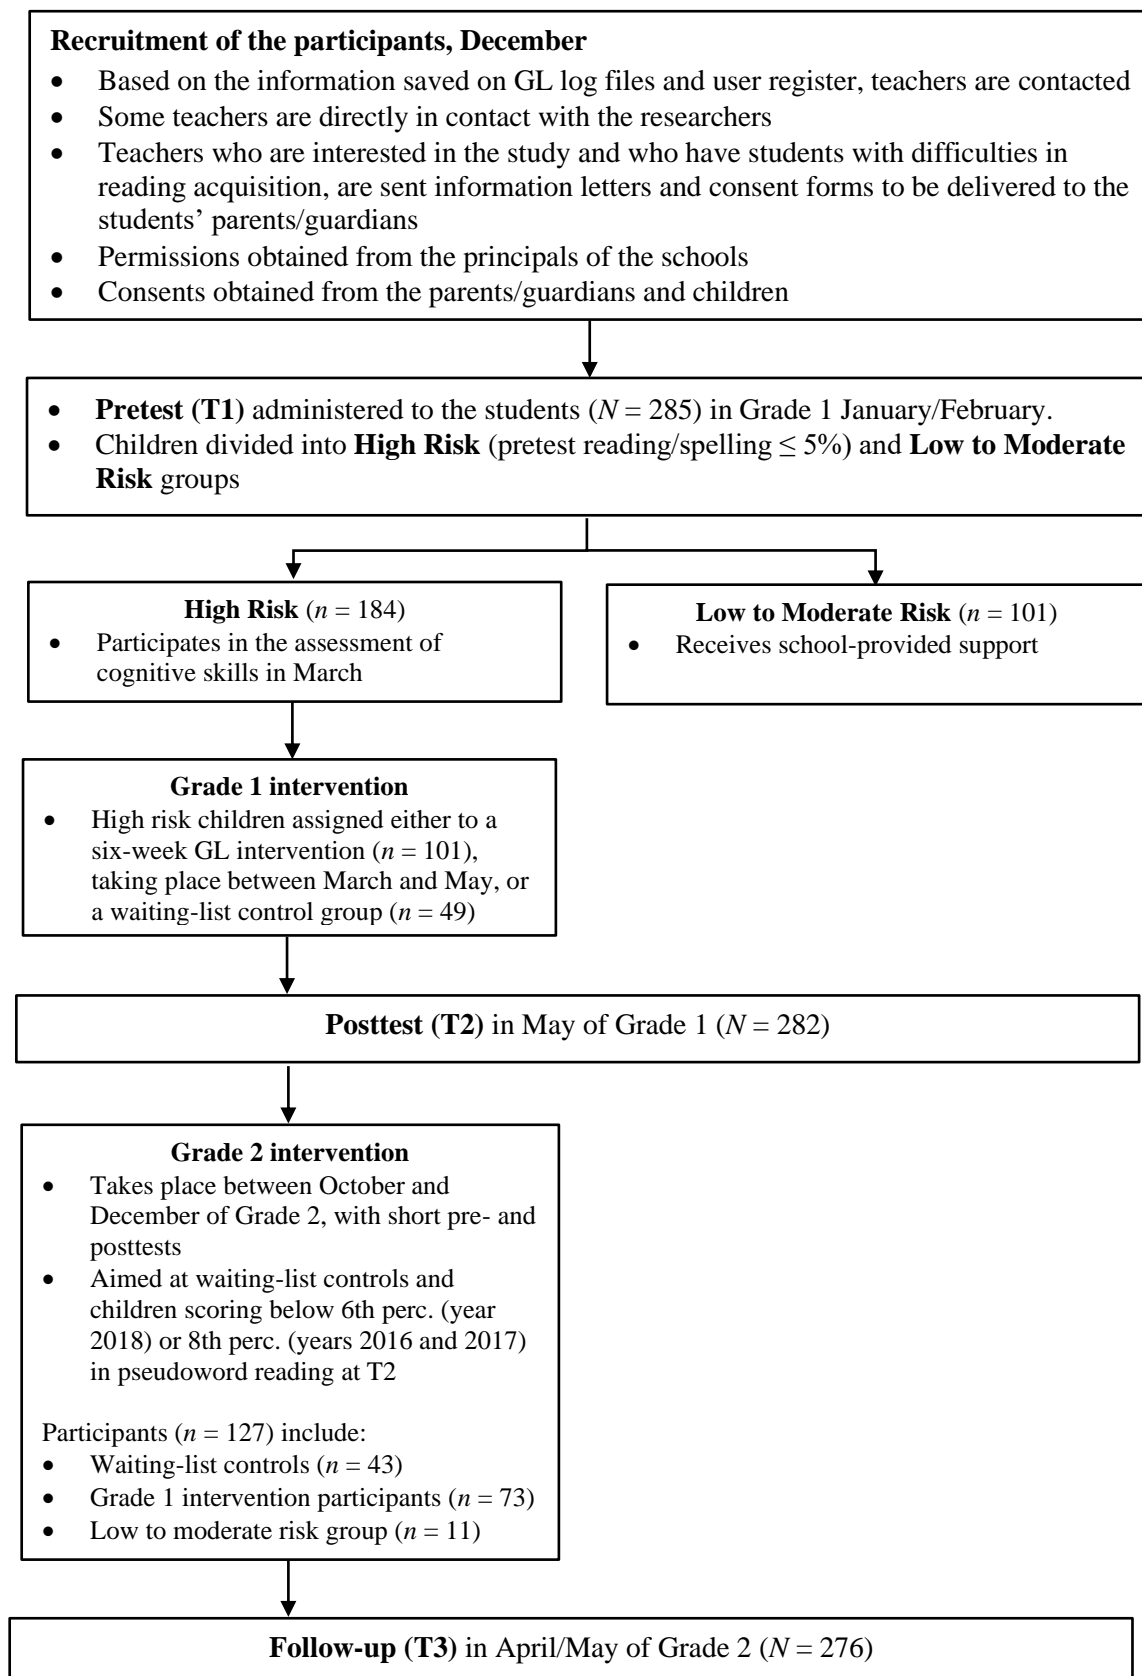 Recruitment of the participants, December
• Based on the information saved on GL log files and user register, teachers are contacted
• Some teachers are directly in contact with the researchers
• Teachers who are interested in the study and who have students with difficulties in
reading acquisition, are sent information letters and consent forms to be delivered to the
students’ parents/guardians
• Permissions obtained from the principals of the schools
• Consents obtained from the parents/guardians and children
• Pretest (T1) administered to the students (N = 285) in Grade 1 January/February.
• Children divided into High Risk (pretest reading/spelling ≤ 5%) and Low to Moderate
Risk groups
High Risk (n = 184)
• Participates in the assessment of
cognitive skills in March
Low to Moderate Risk (n = 101)
• Receives school-provided support
Grade 1 intervention
• High risk children assigned either to a
six-week GL intervention (n = 101),
taking place between March and May, or
a waiting-list control group (n = 49)
Posttest (T2) in May of Grade 1 (N = 282)
Grade 2 intervention
• Takes place between October and
December of Grade 2, with short pre- and
posttests
• Aimed at waiting-list controls and
children scoring below 6th perc. (year
2018) or 8th perc. (years 2016 and 2017)
in pseudoword reading at T2
Participants (n = 127) include:
• Waiting-list controls (n = 43)
• Grade 1 intervention participants (n = 73)
• Low to moderate risk group (n = 11)
Follow-up (T3) in April/May of Grade 2 (N = 276)